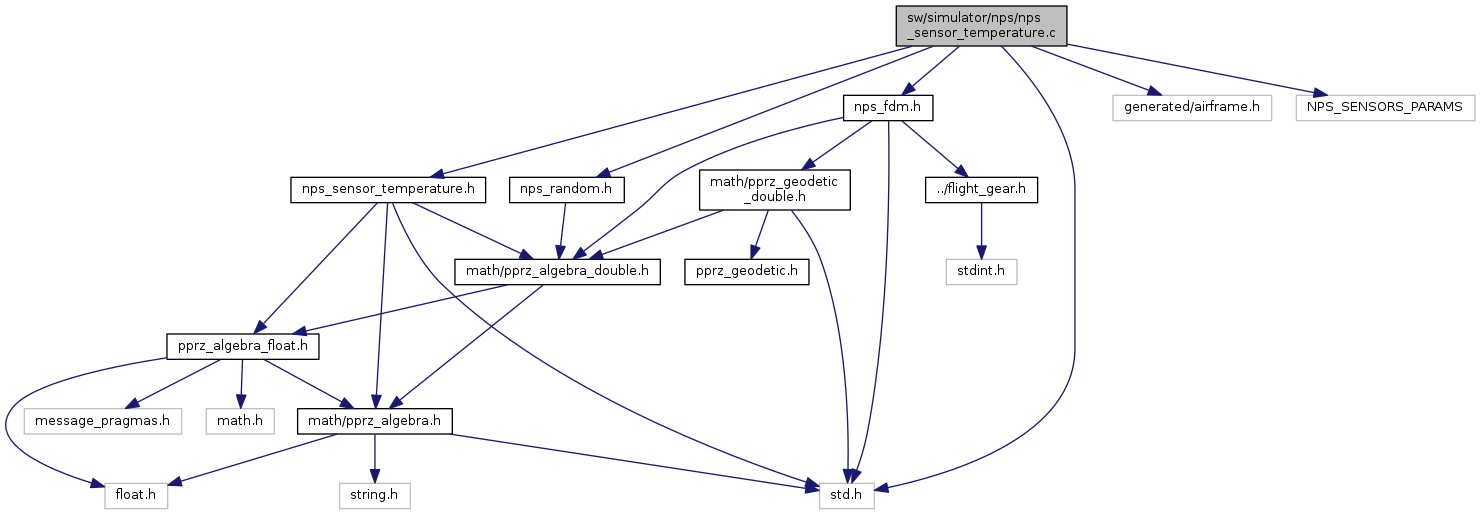 sw/simulator/nps/nps
_sensor_temperature.c
nps_fdm.h
generated/airframe.h
NPS_SENSORS_PARAMS
nps_sensor_temperature.h
nps_random.h
math/pprz_geodetic
_double.h
../flight_gear.h
math/pprz_algebra_double.h
pprz_geodetic.h
stdint.h
pprz_algebra_float.h
message_pragmas.h
math.h
math/pprz_algebra.h
float.h
string.h
std.h